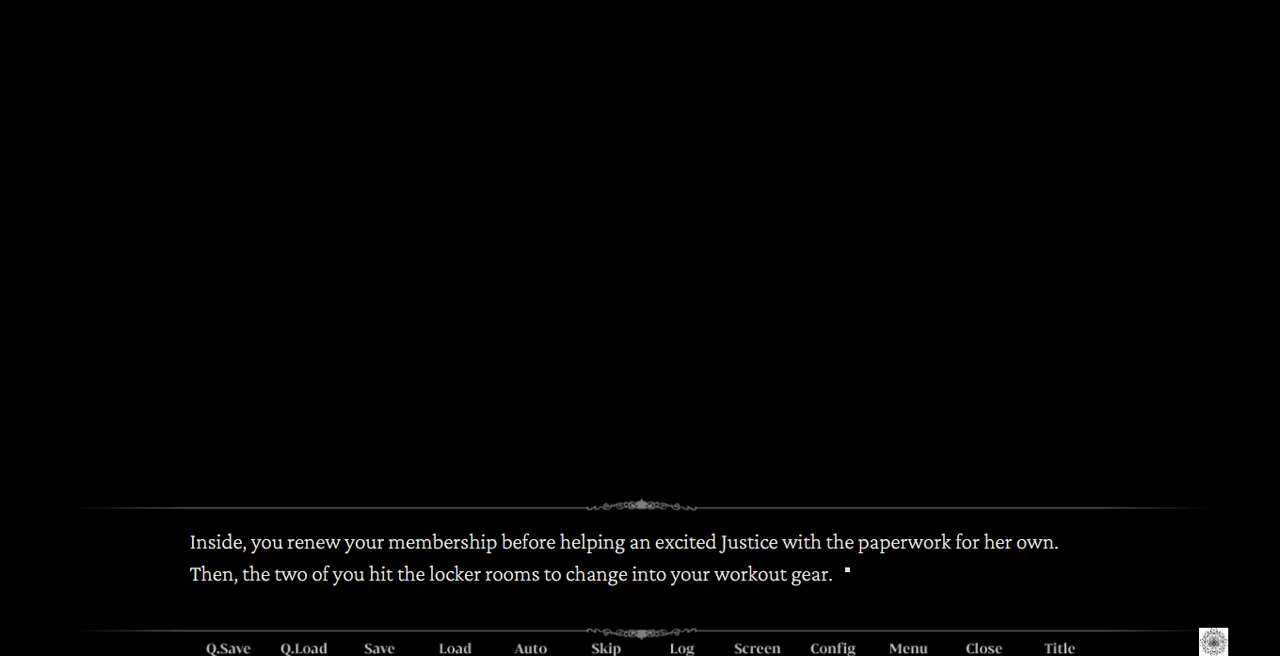 Inside, you renew your membership before helping an excited Justice with the paperwork for her own.
Then, the two of you hit the locker rooms to change into your workout gear.
Q.Save Q.Load Save Load Auto Skip Log Screen Config Menu Close Title